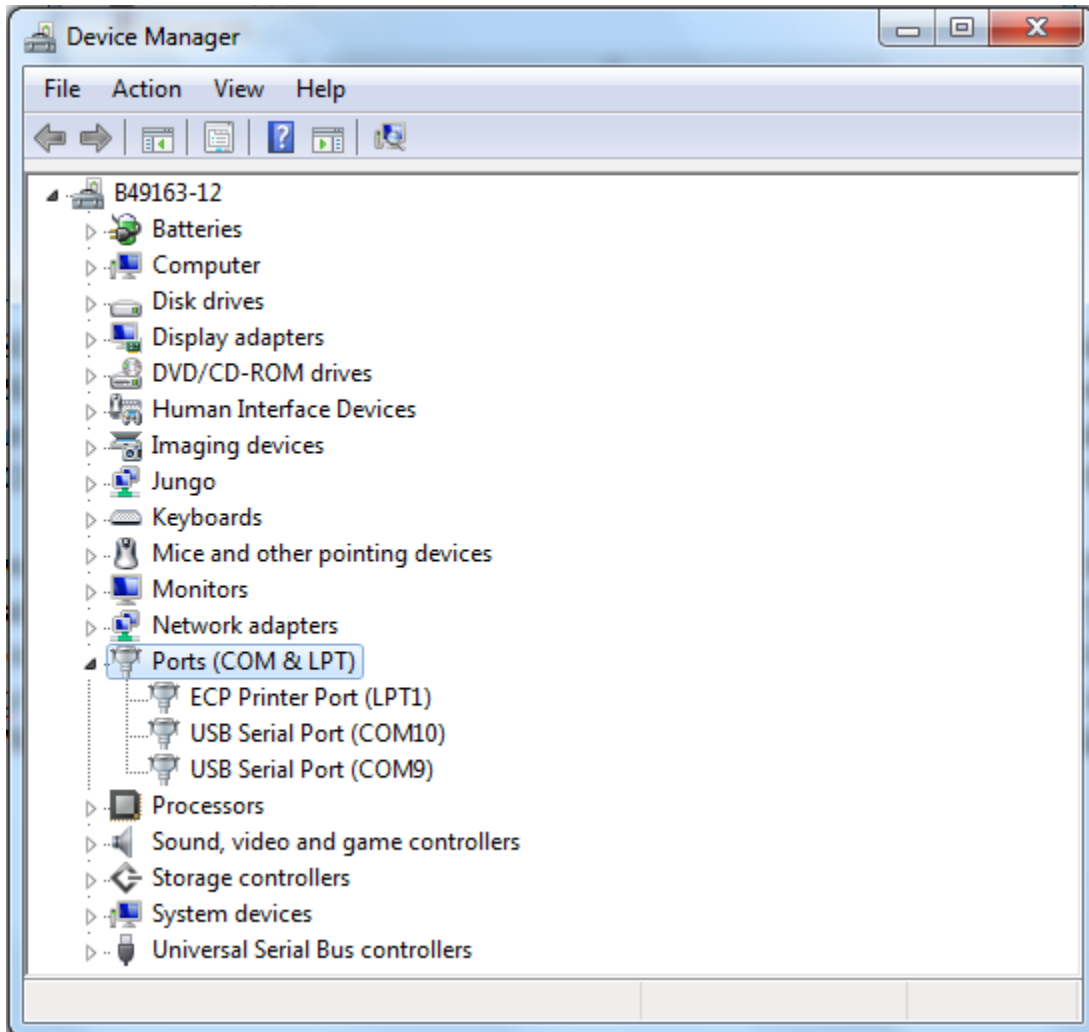 Device Manager
File Action View Help
B49163-12
Batteries
Computer
Disk drives
Display adapters
DVD/CD-ROM drives
Human Interface Devices
Imaging devices
Jungo
Keyboards
Mice and other pointing devices
Monitors
Network adapters
Ports (COM & LPT)
ECP Printer Port (LPT1)
USB Serial Port (COM10)
USB Serial Port (COM9)
Processors
Sound, video and game controllers
Storage controllers
System devices
Universal Serial Bus controllers